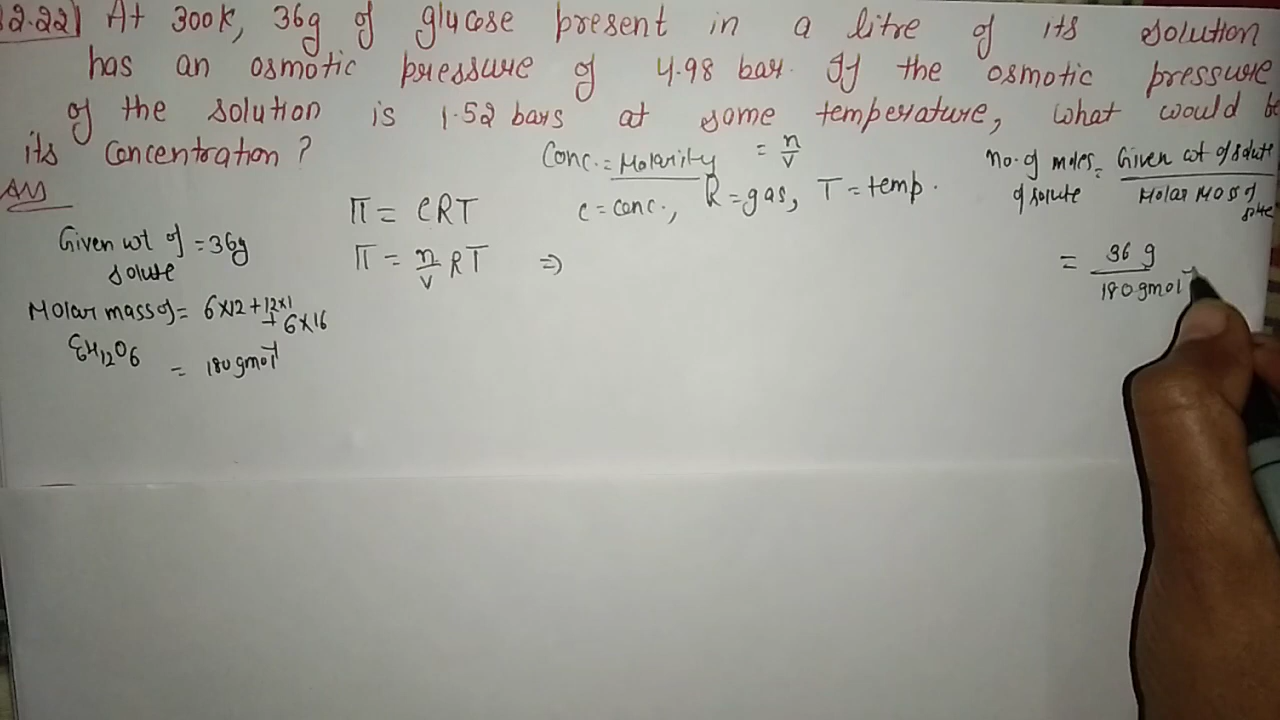 2.22) At 300K, 36g of glucose present in a litre of its solution
has an osmotic pressure of 4.98 bar. If the osmotic pressure
of the solution is 1.52 bars at some temperature, what would be
its concentration?
Ans
Conc. = Molarity = n/v
c = conc., R = gas, T = temp.
no. of moles of solute = Given wt of solute / Molar Mass of solute
= 36 g / 180 gmol
Π = CRT
Π = n/v RT ⇒
Given wt of solute = 36g
Molar mass of C6H12O6 = 6×12 + 12×1 + 6×16
= 180 gmol⁻¹